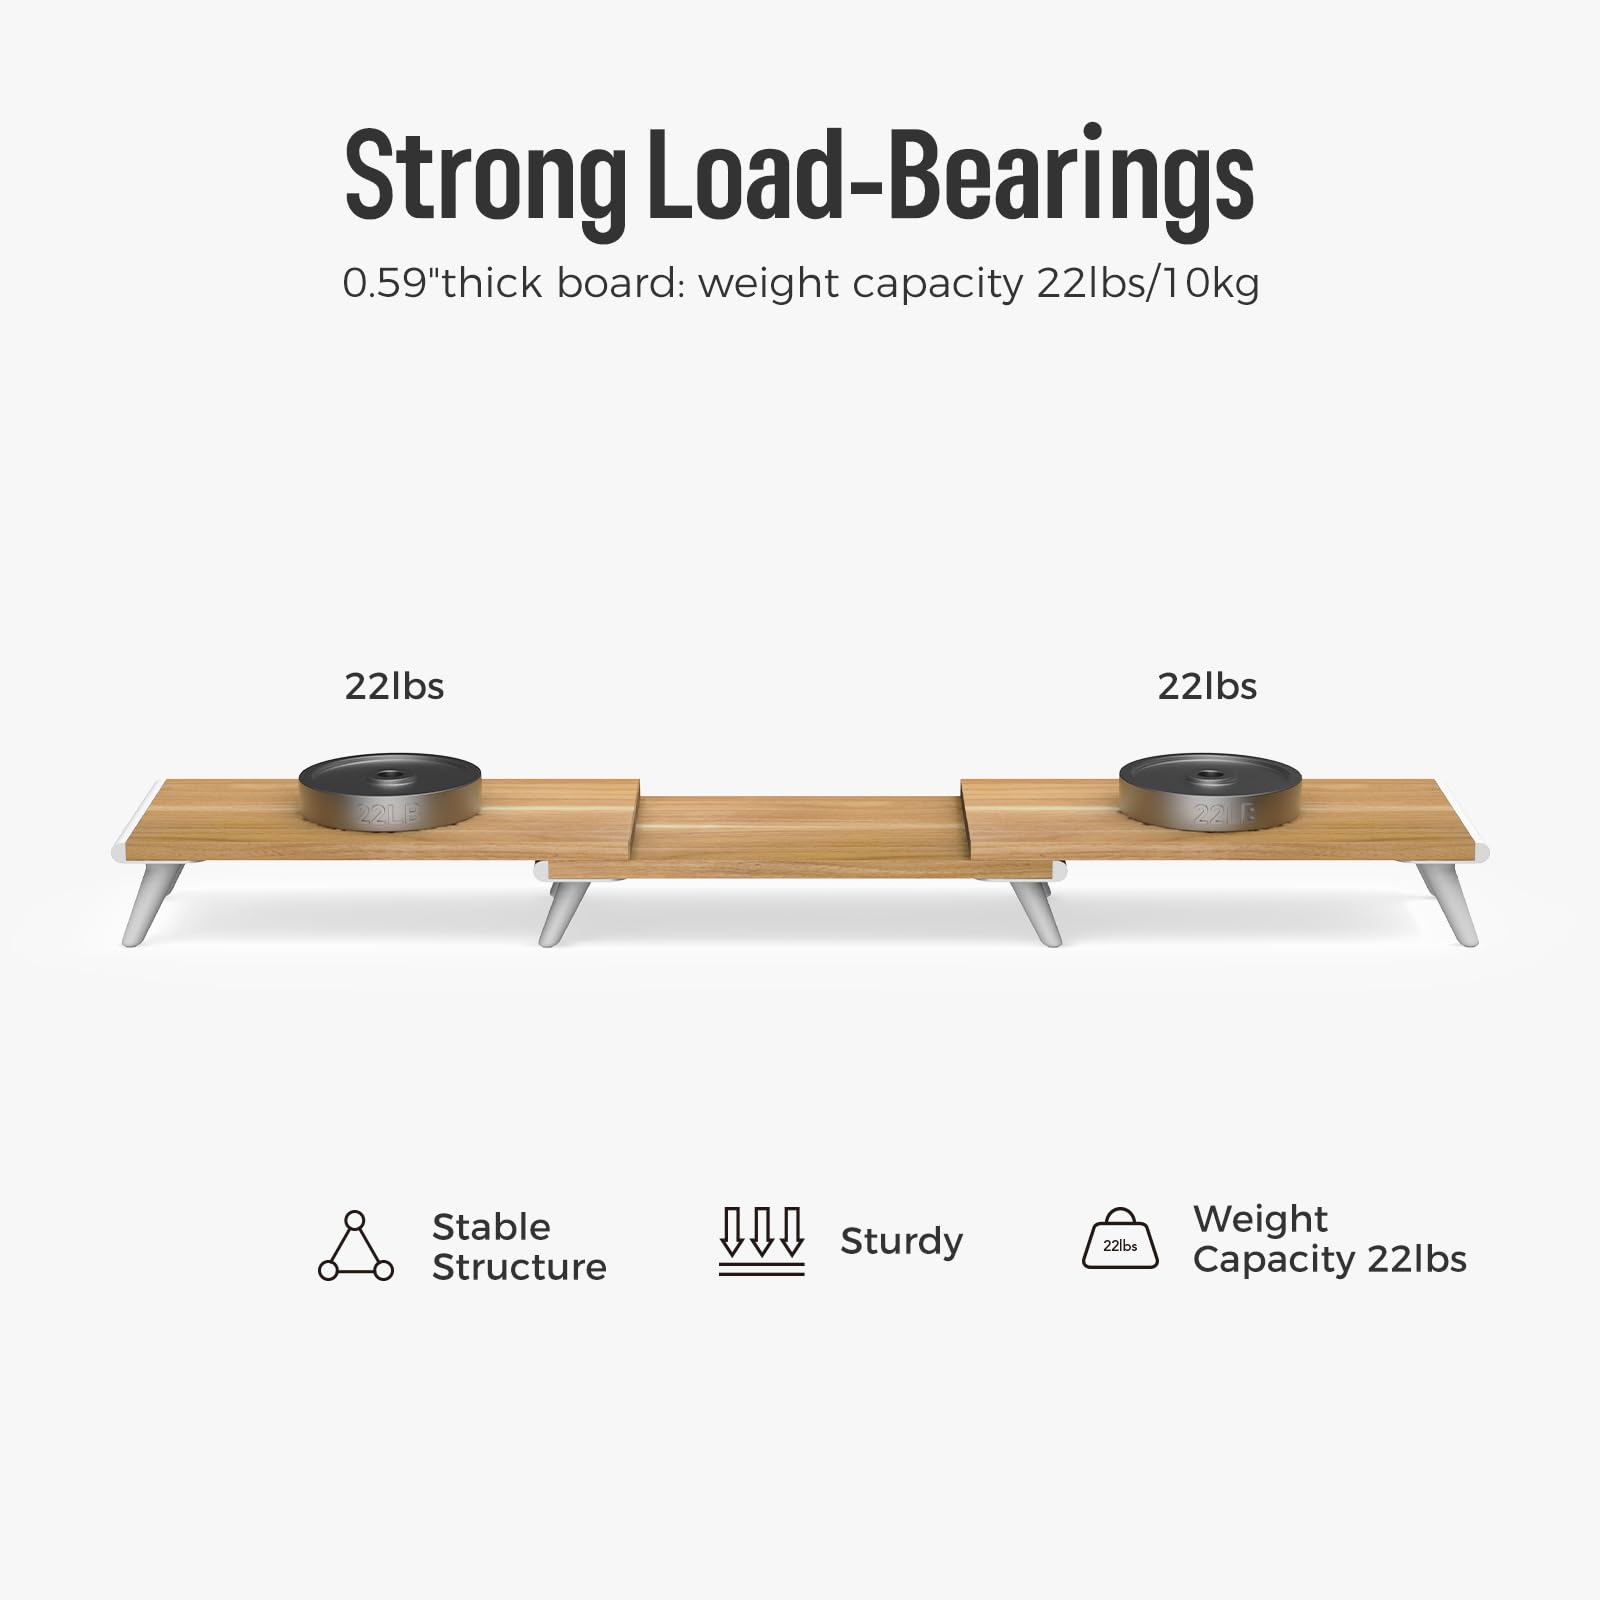 Strong Load-Bearings
0.59"thick board: weight capacity 22lbs/10kg
22lbs
22lbs
22LB
22LB
Stable
Structure
Sturdy
22lbs
Weight
Capacity 22lbs